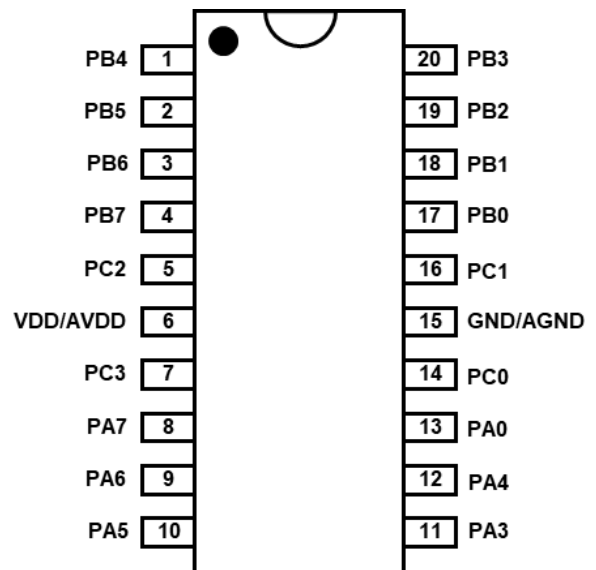 PB4 1 20 PB3
PB5 2 19 PB2
PB6 3 18 PB1
PB7 4 17 PB0
PC2 5 16 PC1
VDD/AVDD 6 15 GND/AGND
PC3 7 14 PC0
PA7 8 13 PA0
PA6 9 12 PA4
PA5 10 11 PA3